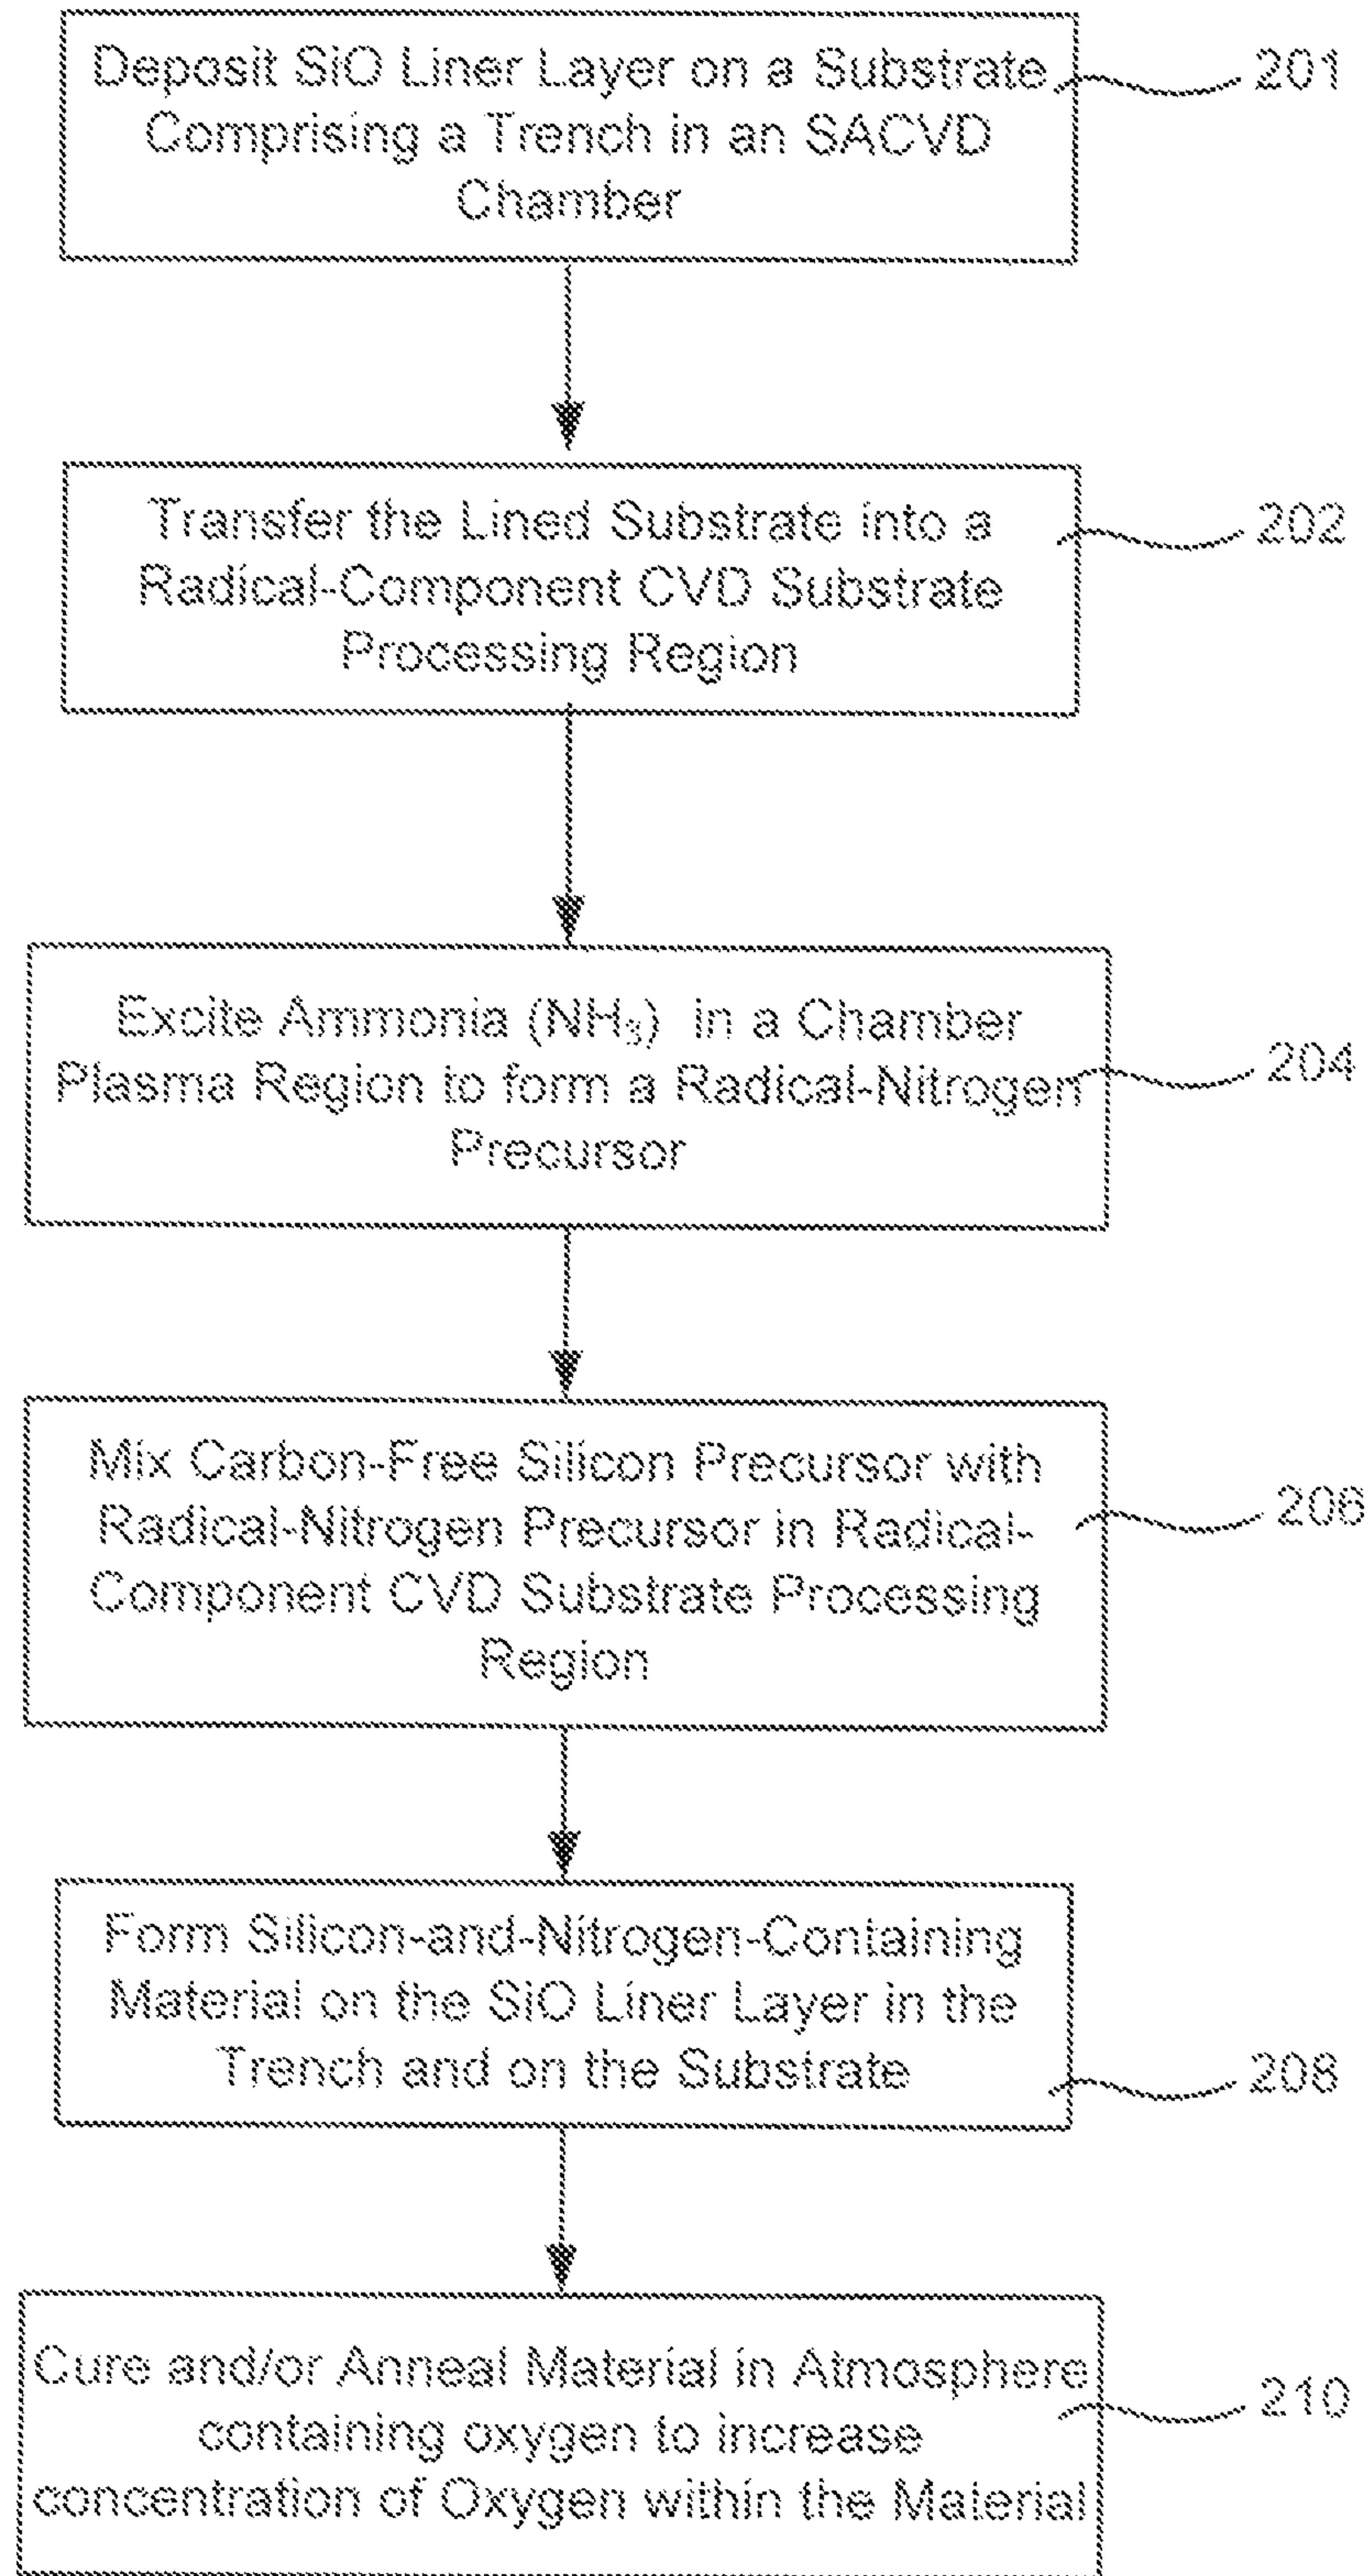 Deposit SiO Liner Layer on a Substrate
Comprising a Trench in an SACVD
Chamber
201
Transfer the Lined Substrate into a
Radical-Component CVD Substrate
Processing Region
202
Excite Ammonia (NH₃) in a Chamber
Plasma Region to form a Radical-Nitrogen
Precursor
204
Mix Carbon-Free Silicon Precursor with
Radical-Nitrogen Precursor in Radical-
Component CVD Substrate Processing
Region
206
Form Silicon-and-Nitrogen-Containing
Material on the SiO Liner Layer in the
Trench and on the Substrate
208
Cure and/or Anneal Material in Atmosphere
containing oxygen to increase
concentration of Oxygen within the Material
210